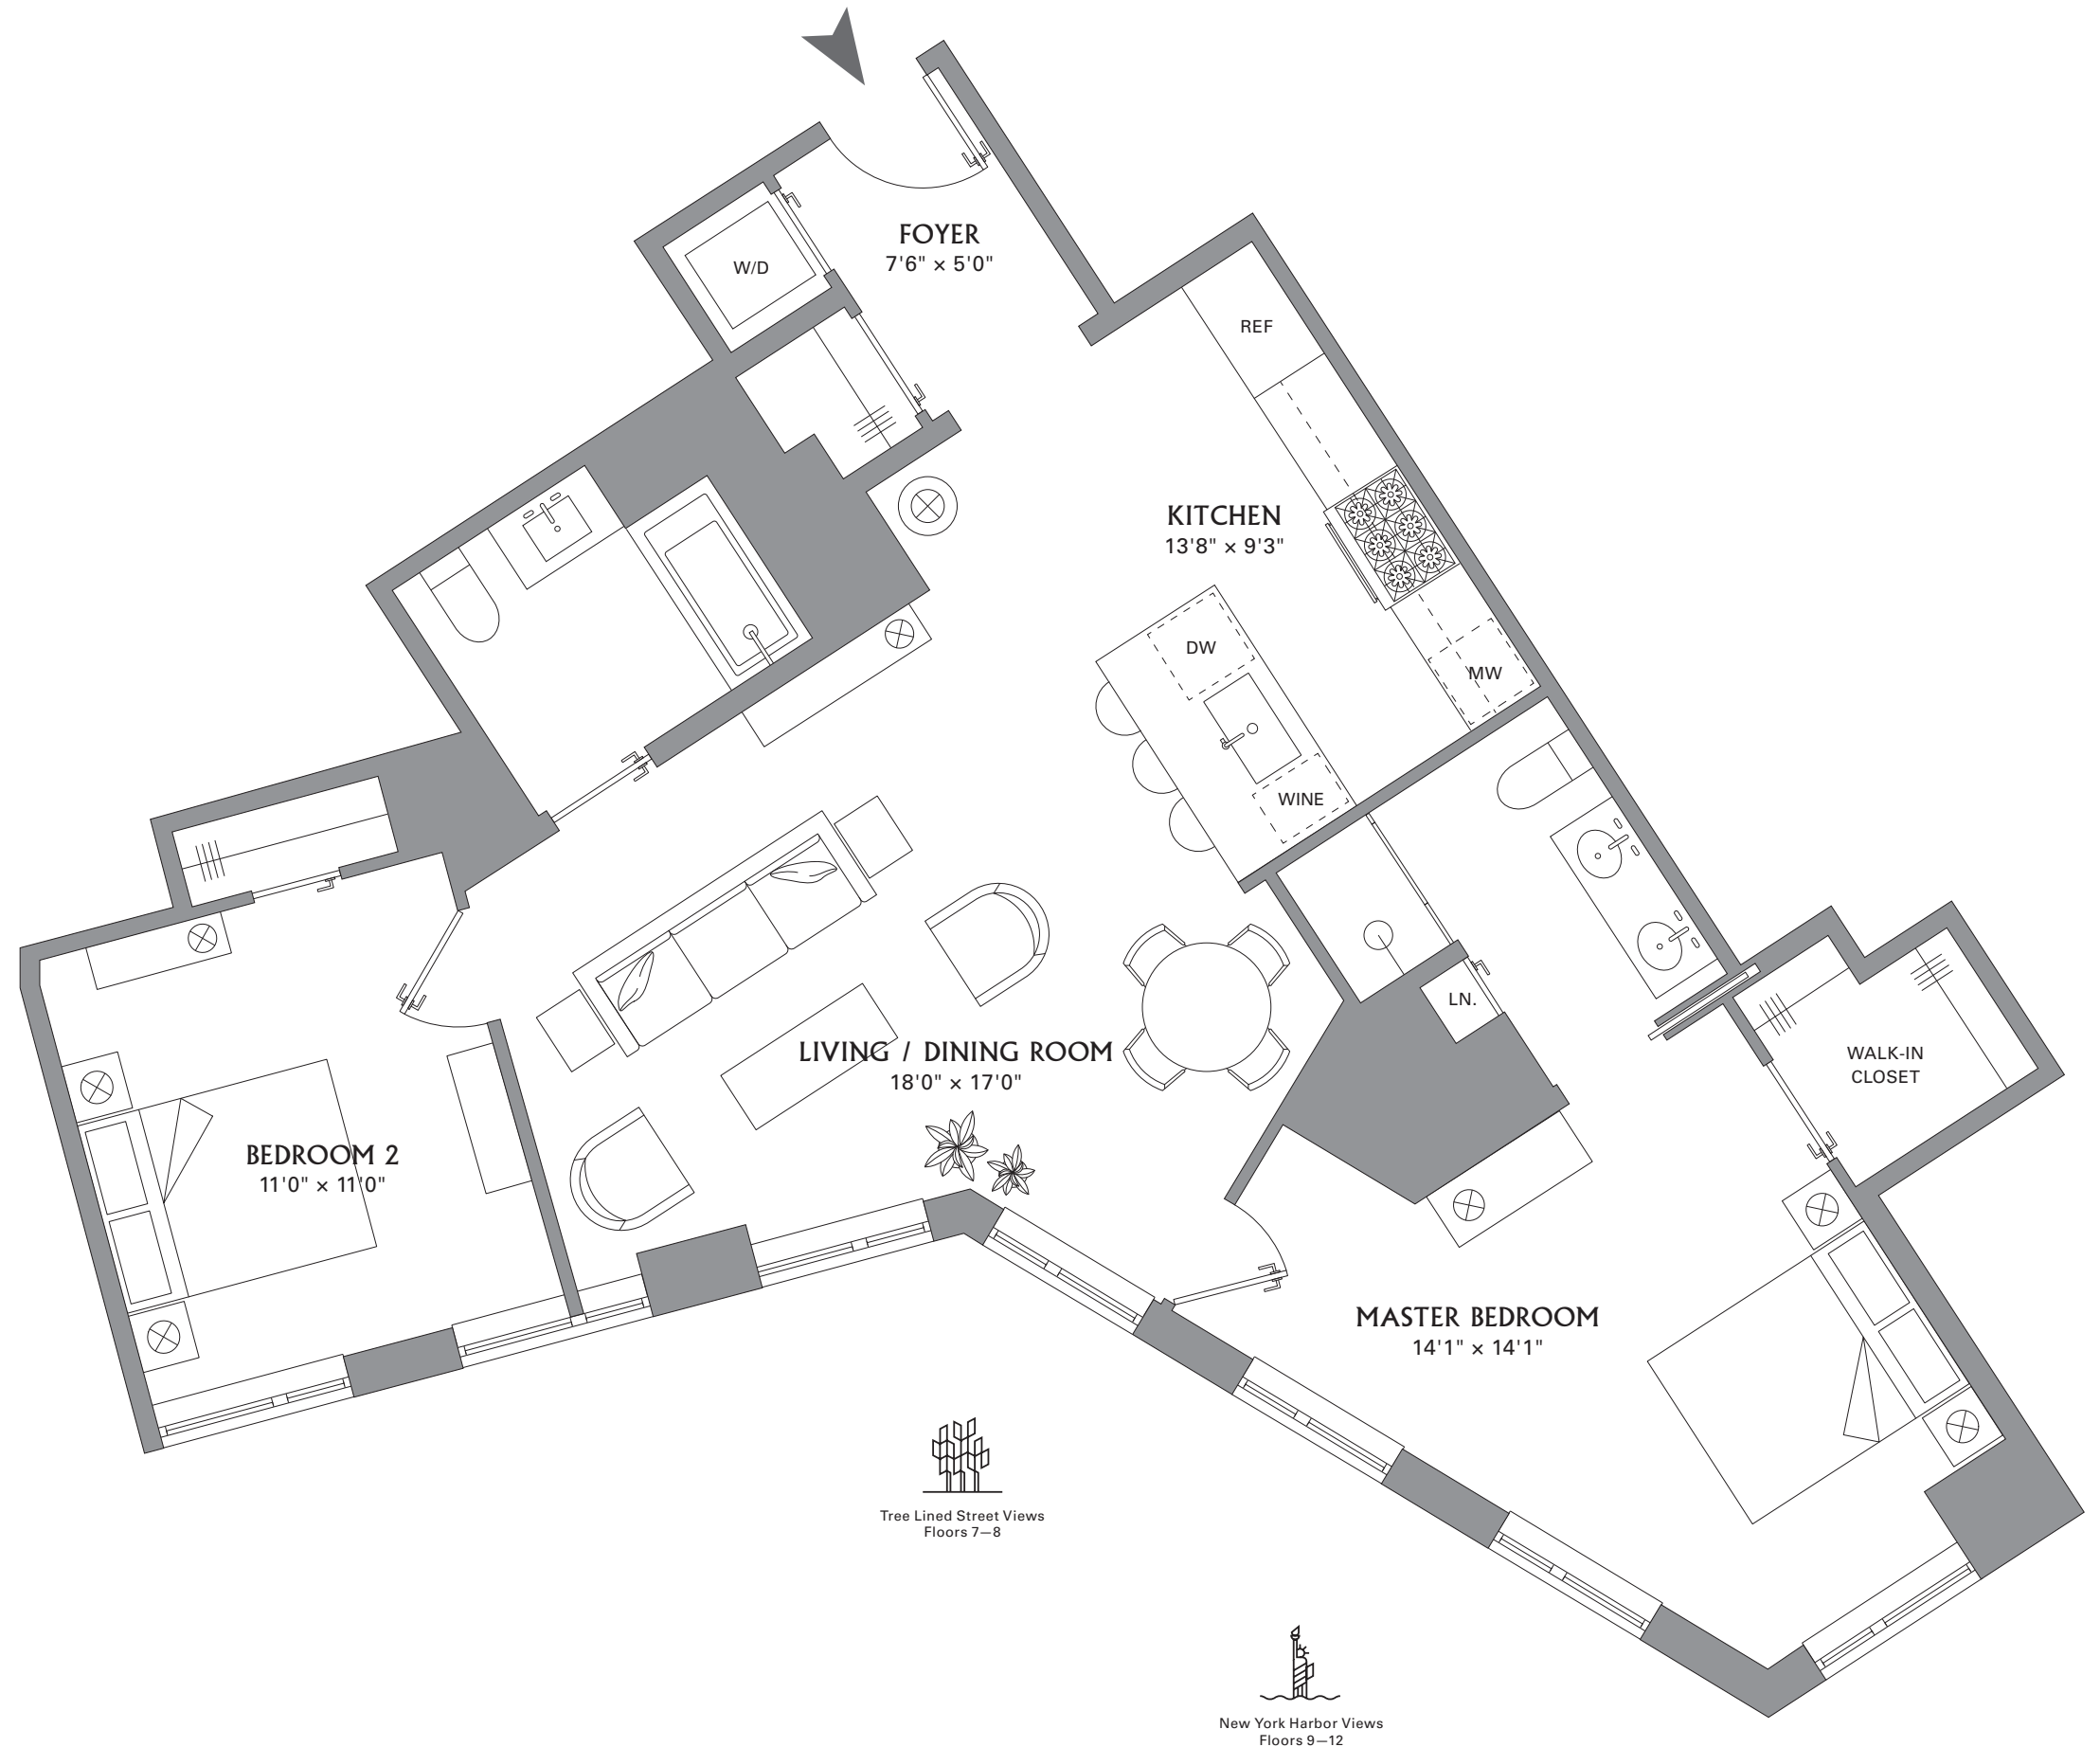 FOYER
7'6" × 5'0"
W/D
REF
KITCHEN
13'8" × 9'3"
DW
MW
WINE
LN.
LIVING / DINING ROOM
18'0" × 17'0"
WALK-IN
CLOSET
BEDROOM 2
11'0" × 11'0"
MASTER BEDROOM
14'1" × 14'1"
Tree Lined Street Views
Floors 7—8
New York Harbor Views
Floors 9—12